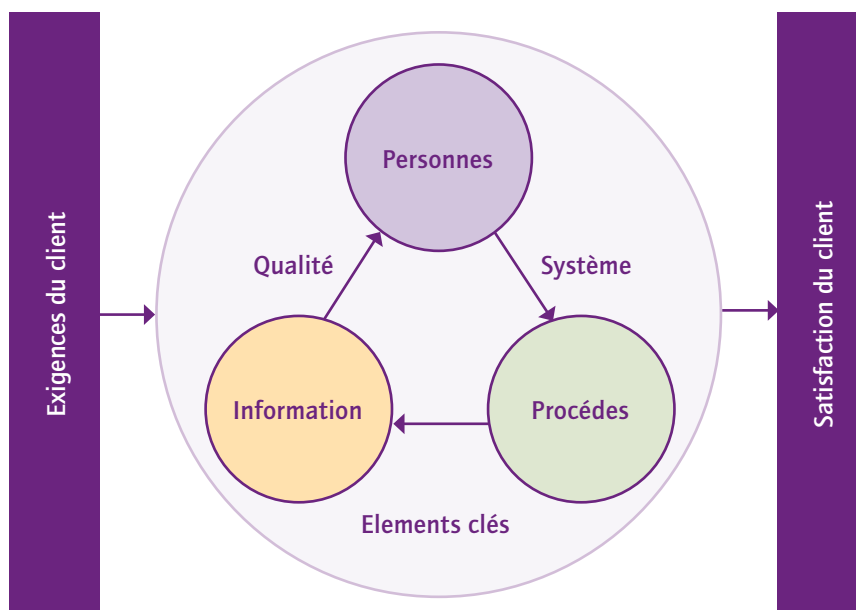 Exigences du client
Personnes
Qualité
Système
Information
Procédes
Elements clés
Satisfaction du client